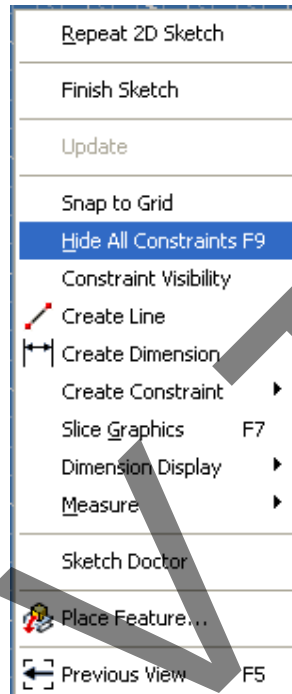 Repeat 2D Sketch
Finish Sketch
Update
Snap to Grid
Hide All Constraints F9
Constraint Visibility
Create Line
Create Dimension
Create Constraint
Slice Graphics F7
Dimension Display
Measure
Sketch Doctor
Place Feature...
Previous View F5